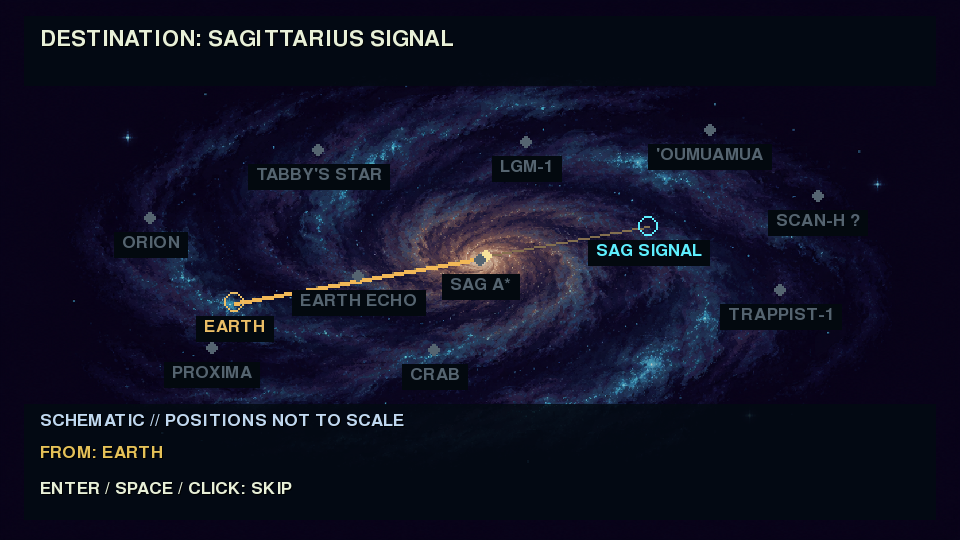 DESTINATION: SAGITTARIUS SIGNAL
'OUMUAMUA
LGM-1
TABBY'S STAR
SCAN-H ?
ORION
SAG SIGNAL
SAG A*
EARTH ECHO
TRAPPIST-1
EARTH
PROXIMA
CRAB
SCHEMATIC // POSITIONS NOT TO SCALE
FROM: EARTH
ENTER / SPACE / CLICK: SKIP